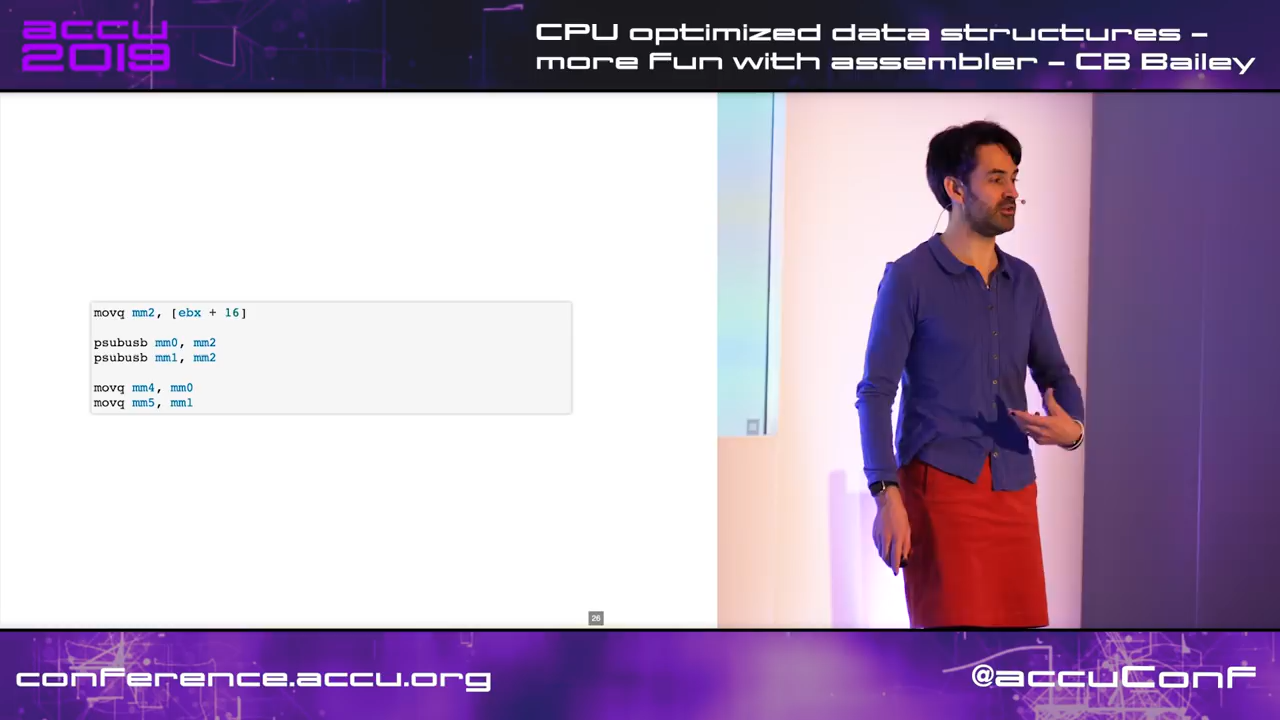 accu
2019
CPU optimized data structures –
more fun with assembler – CB Bailey
movq mm2, [ebx + 16]
psubusb mm0, mm2
psubusb mm1, mm2
movq mm4, mm0
movq mm5, mm1
26
conference.accu.org
@accuConf